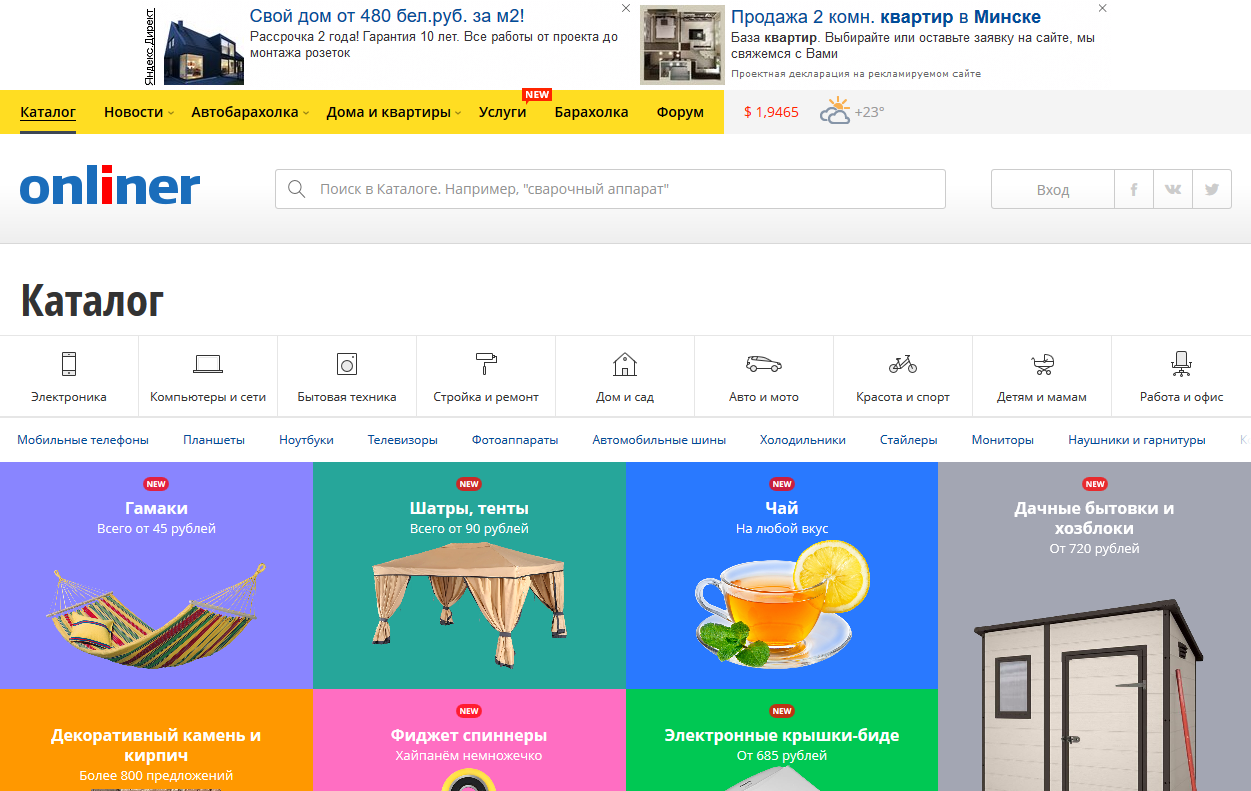 Яндекс.Директ
Свой дом от 480 бел.руб. за м2!
Рассрочка 2 года! Гарантия 10 лет. Все работы от проекта до
монтажа розеток
Продажа 2 комн. квартир в Минске
База квартир. Выбирайте или оставьте заявку на сайте, мы
свяжемся с Вами
Проектная декларация на рекламируемом сайте
NEW
Каталог Новости Автобарахолка Дома и квартиры Услуги Барахолка Форум $ 1,9465 +23°
onliner
Поиск в Каталоге. Например, "сварочный аппарат"
Вход
Каталог
Электроника Компьютеры и сети Бытовая техника Стройка и ремонт Дом и сад Авто и мото Красота и спорт Детям и мамам Работа и офис
Мобильные телефоны Планшеты Ноутбуки Телевизоры Фотоаппараты Автомобильные шины Холодильники Стайлеры Мониторы Наушники и гарнитуры
NEW
Гамаки
Всего от 45 рублей
NEW
Шатры, тенты
Всего от 90 рублей
NEW
Чай
На любой вкус
NEW
Дачные бытовки и
хозблоки
От 720 рублей
Декоративный камень и
кирпич
Более 800 предложений
NEW
Фиджет спиннеры
Хайпанём немножечко
NEW
Электронные крышки-биде
От 685 рублей